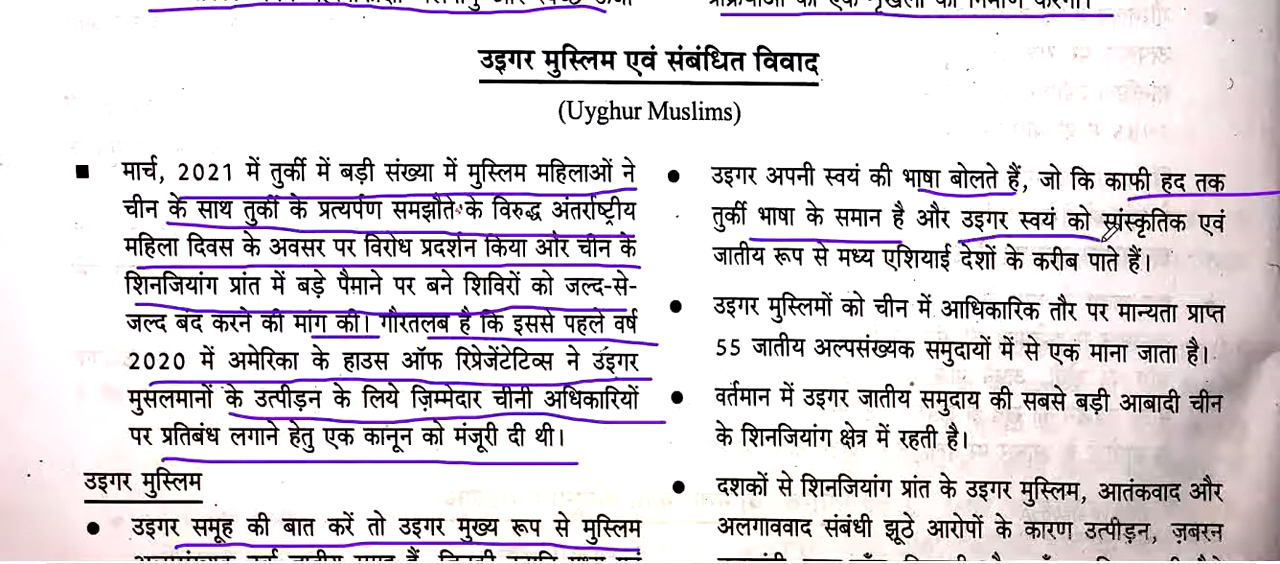 उइगर मुस्लिम एवं संबंधित विवाद
(Uyghur Muslims)
■ मार्च, 2021 में तुर्की में बड़ी संख्या में मुस्लिम महिलाओं ने
चीन के साथ तुर्की के प्रत्यर्पण समझौते के विरुद्ध अंतर्राष्ट्रीय
महिला दिवस के अवसर पर विरोध प्रदर्शन किया और चीन के
शिनजियांग प्रांत में बड़े पैमाने पर बने शिविरों को जल्द-से-
जल्द बंद करने की मांग की। गौरतलब है कि इससे पहले वर्ष
2020 में अमेरिका के हाउस ऑफ रिप्रेजेंटेटिव्स ने उइगर
मुसलमानों के उत्पीड़न के लिये ज़िम्मेदार चीनी अधिकारियों
पर प्रतिबंध लगाने हेतु एक कानून को मंजूरी दी थी।
उइगर मुस्लिम
● उइगर समूह की बात करें तो उइगर मुख्य रूप से मुस्लिम
● उइगर अपनी स्वयं की भाषा बोलते हैं, जो कि काफी हद तक
तुर्की भाषा के समान है और उइगर स्वयं को सांस्कृतिक एवं
जातीय रूप से मध्य एशियाई देशों के करीब पाते हैं।
● उइगर मुस्लिमों को चीन में आधिकारिक तौर पर मान्यता प्राप्त
55 जातीय अल्पसंख्यक समुदायों में से एक माना जाता है।
● वर्तमान में उइगर जातीय समुदाय की सबसे बड़ी आबादी चीन
के शिनजियांग क्षेत्र में रहती है।
● दशकों से शिनजियांग प्रांत के उइगर मुस्लिम, आतंकवाद और
अलगाववाद संबंधी झूठे आरोपों के कारण उत्पीड़न, ज़बरन